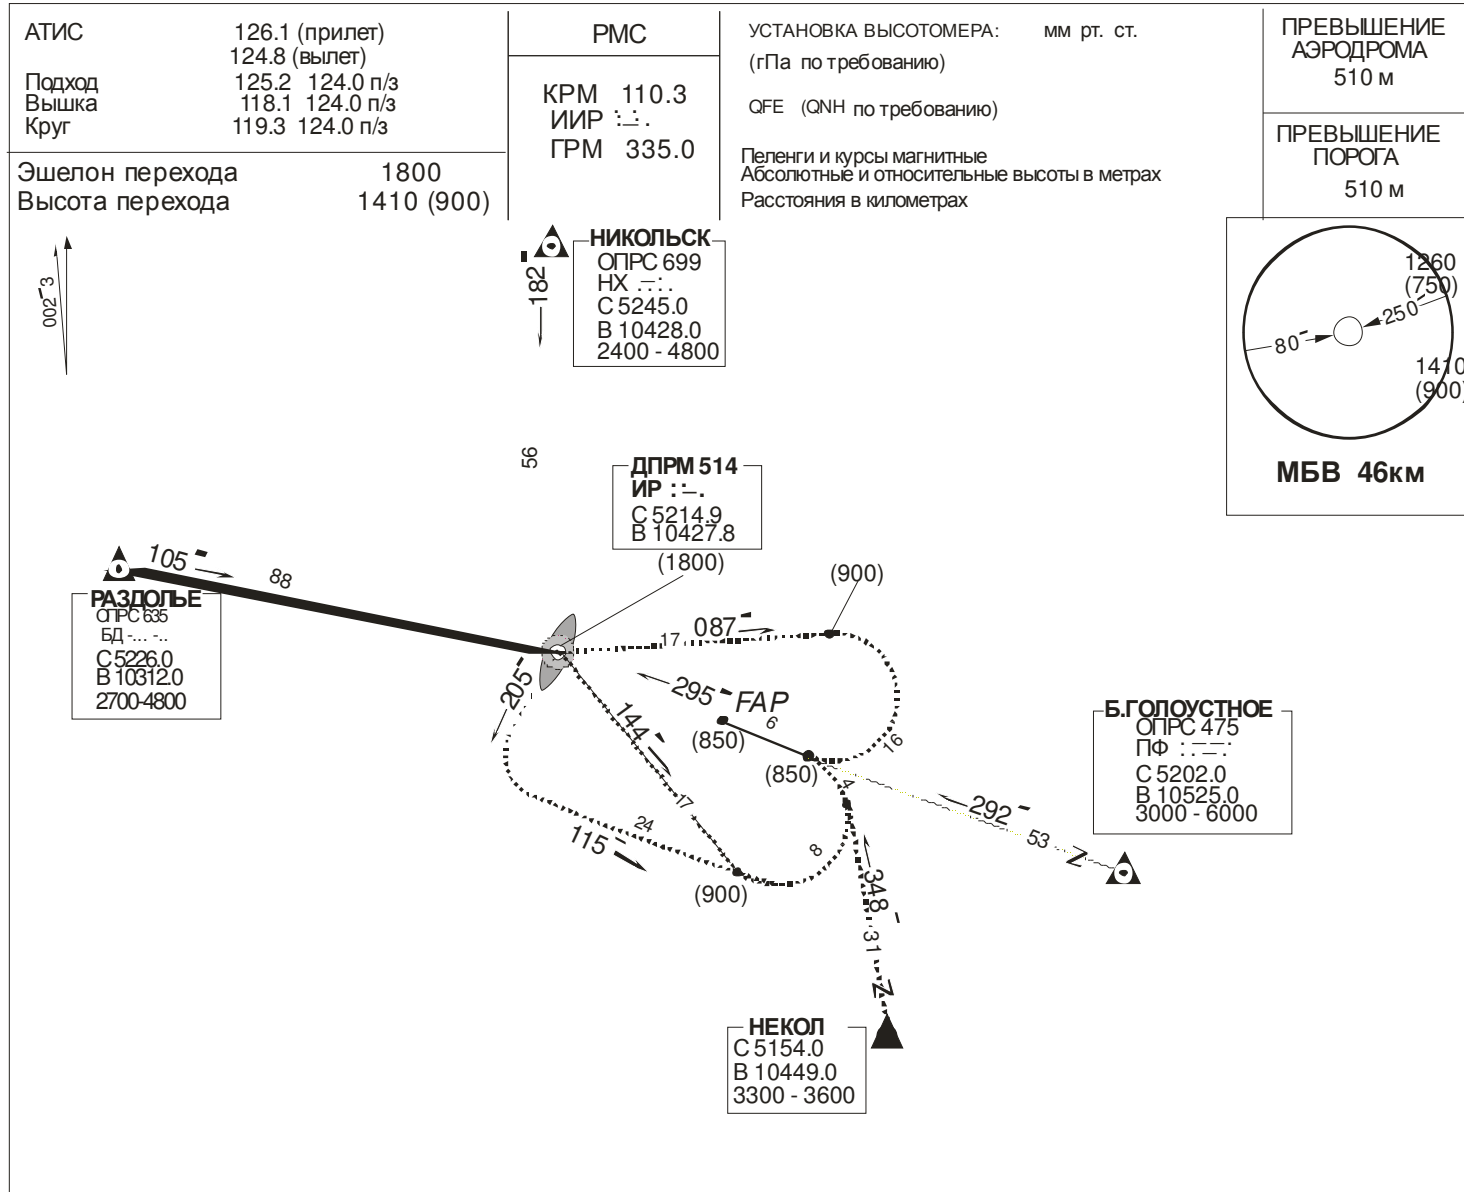 АТИС 126.1 (прилет)
124.8 (вылет)
Подход 125.2 124.0 п/з
Вышка 118.1 124.0 п/з
Круг 119.3 124.0 п/з
Эшелон перехода 1800
Высота перехода 1410 (900)
РМС
КРМ 110.3
ИИР
ГРМ 335.0
УСТАНОВКА ВЫСОТОМЕРА: мм рт. ст.
(гПа по требованию)
QFE (QNH по требованию)
Пеленги и курсы магнитные
Абсолютные и относительные высоты в метрах
Расстояния в километрах
ПРЕВЫШЕНИЕ
АЭРОДРОМА
510 м
ПРЕВЫШЕНИЕ
ПОРОГА
510 м
1260
(750)
250
80
1410
(900)
МБВ 46км
002 3
182
НИКОЛЬСК
ОПРС 699
НХ .–:.
С 5245.0
В 10428.0
2400 - 4800
56
ДПРМ 514
ИР : :–.
С 5214.9
В 10427.8
(1800)
105
88
РАЗДОЛЬЕ
ОПРС 635
БД -... -..
С 5226.0
В 10312.0
2700-4800
(900)
087
17
205
144
17
295
FAP
6
(850)
(850)
16
4
8
24
115
(900)
292
53
Б.ГОЛОУСТНОЕ
ОПРС 475
ПФ
С 5202.0
В 10525.0
3000 - 6000
348
31
НЕКОЛ
С 5154.0
В 10449.0
3300 - 3600